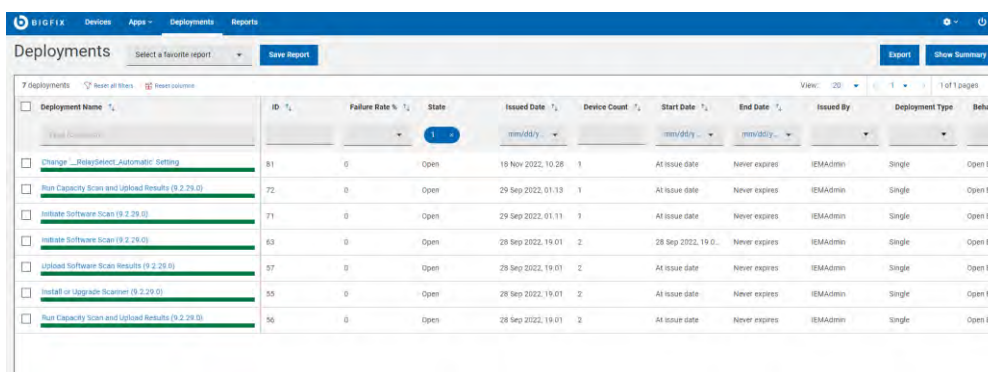 BIGFIX Devices Apps Deployments Reports
Deployments Select a favorite report Save Report Export Show Summary
7 deployments Reset all filters Reset columns View: 20 1 1 of 1 pages
Deployment Name ID Failure Rate % State Issued Date Device Count Start Date End Date Issued By Deployment Type Beha
1 mm/dd/y... mm/dd/y... mm/dd/y...
Change '__RelaySelect_Automatic' Setting 81 0 Open 18 Nov 2022, 10.28 1 At issue date Never expires IEMAdmin Single Open
Run Capacity Scan and Upload Results (9.2.29.0) 72 0 Open 29 Sep 2022, 01.13 1 At issue date Never expires IEMAdmin Single Open
Initiate Software Scan (9.2.29.0) 71 0 Open 29 Sep 2022, 01.11 1 At issue date Never expires IEMAdmin Single Open
Initiate Software Scan (9.2.29.0) 63 0 Open 28 Sep 2022, 19.01 2 28 Sep 2022, 19.0... Never expires IEMAdmin Single Open
Upload Software Scan Results (9.2.29.0) 57 0 Open 28 Sep 2022, 19.01 2 At issue date Never expires IEMAdmin Single Open
Install or Upgrade Scanner (9.2.29.0) 55 0 Open 28 Sep 2022, 19.01 2 At issue date Never expires IEMAdmin Single Open
Run Capacity Scan and Upload Results (9.2.29.0) 56 0 Open 28 Sep 2022, 19.01 2 At issue date Never expires IEMAdmin Single Open